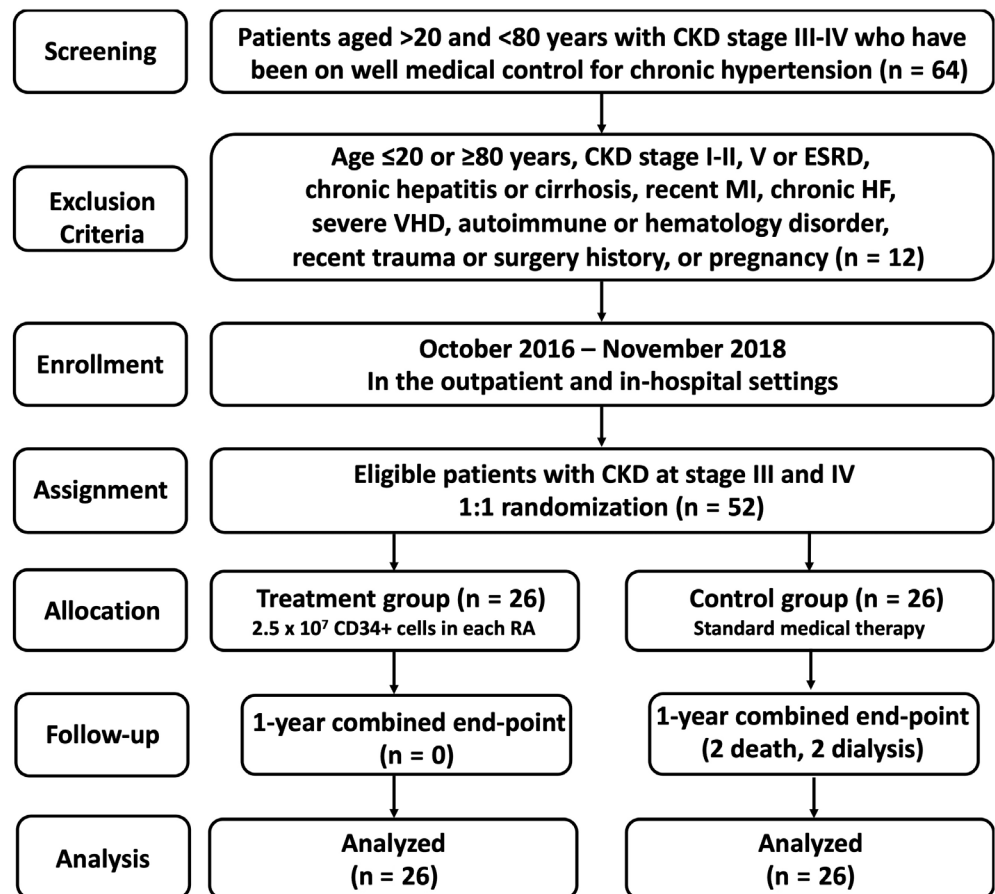 Screening
Patients aged >20 and <80 years with CKD stage III-IV who have
been on well medical control for chronic hypertension (n = 64)
Exclusion
Criteria
Age ≤20 or ≥80 years, CKD stage I-II, V or ESRD,
chronic hepatitis or cirrhosis, recent MI, chronic HF,
severe VHD, autoimmune or hematology disorder,
recent trauma or surgery history, or pregnancy (n = 12)
Enrollment
October 2016 – November 2018
In the outpatient and in-hospital settings
Assignment
Eligible patients with CKD at stage III and IV
1:1 randomization (n = 52)
Allocation
Treatment group (n = 26)
2.5 x 10⁷ CD34+ cells in each RA
Control group (n = 26)
Standard medical therapy
Follow-up
1-year combined end-point
(n = 0)
1-year combined end-point
(2 death, 2 dialysis)
Analysis
Analyzed
(n = 26)
Analyzed
(n = 26)